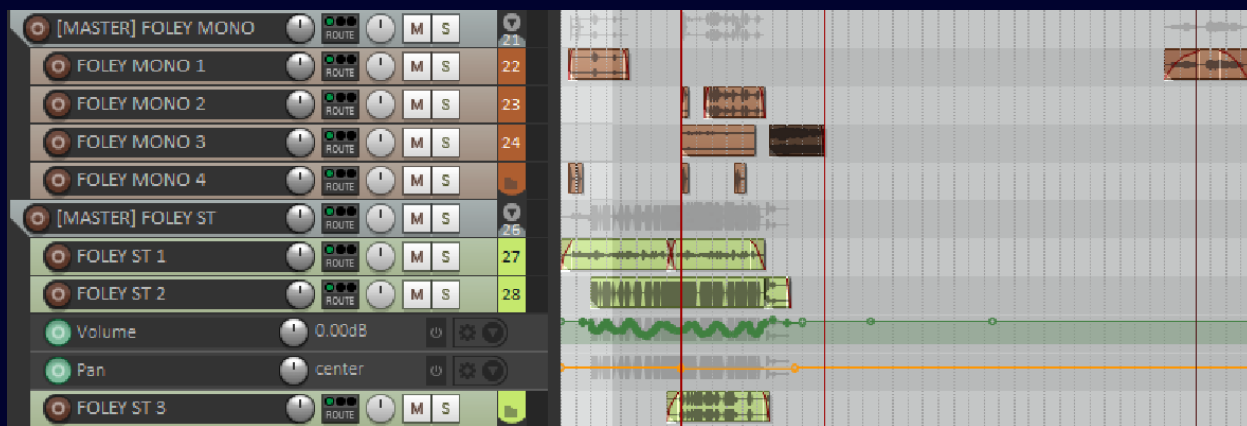 [MASTER] FOLEY MONO ROUTE M S 21
FOLEY MONO 1 ROUTE M S 22
FOLEY MONO 2 ROUTE M S 23
FOLEY MONO 3 ROUTE M S 24
FOLEY MONO 4 ROUTE M S
[MASTER] FOLEY ST ROUTE M S 26
FOLEY ST 1 ROUTE M S 27
FOLEY ST 2 ROUTE M S 28
Volume 0.00dB
Pan center
FOLEY ST 3 ROUTE M S